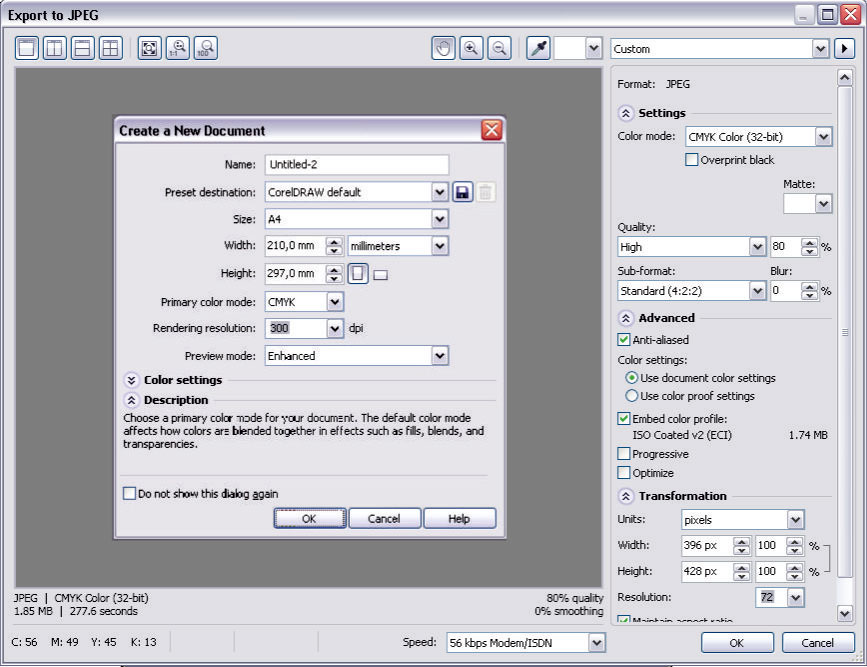 Export to JPEG
1:1
100
Custom
Format: JPEG
Settings
Color mode: CMYK Color (32-bit)
Overprint black
Matte:
Quality:
High 80 %
Sub-format: Blur:
Standard (4:2:2) 0 %
Advanced
Anti-aliased
Color settings:
Use document color settings
Use color proof settings
Embed color profile:
ISO Coated v2 (ECI) 1.74 MB
Progressive
Optimize
Transformation
Units: pixels
Width: 396 px 100 %
Height: 428 px 100 %
Resolution: 72
Maintain aspect ratio
Create a New Document
Name: Untitled-2
Preset destination: CorelDRAW default
Size: A4
Width: 210,0 mm millimeters
Height: 297,0 mm
Primary color mode: CMYK
Rendering resolution: 300 dpi
Preview mode: Enhanced
Color settings
Description
Choose a primary color mode for your document. The default color mode
affects how colors are blended together in effects such as fills, blends, and
transparencies.
Do not show this dialog again
OK Cancel Help
JPEG | CMYK Color (32-bit) 80% quality
1.85 MB | 277.6 seconds 0% smoothing
C: 56 M: 49 Y: 45 K: 13 Speed: 56 kbps Modem/ISDN OK Cancel